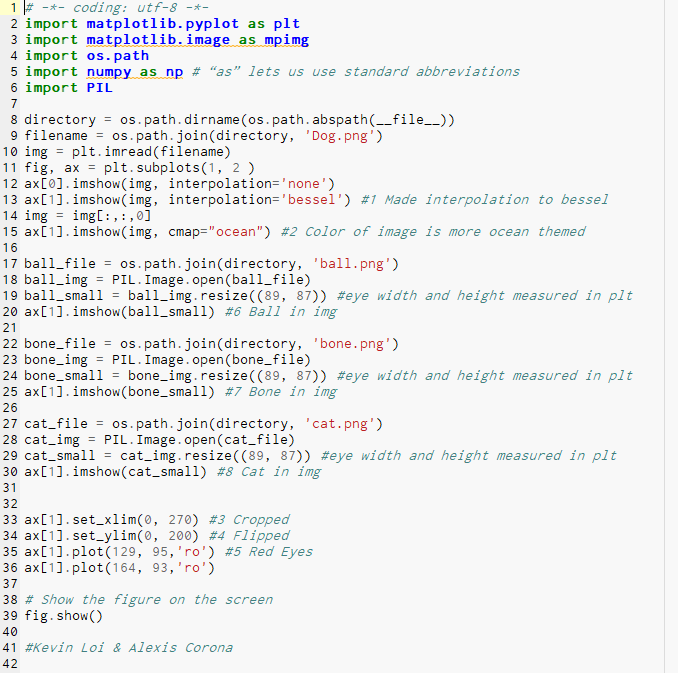 1 # -*- coding: utf-8 -*-
2 import matplotlib.pyplot as plt
3 import matplotlib.image as mpimg
4 import os.path
5 import numpy as np # “as” lets us use standard abbreviations
6 import PIL
7
8 directory = os.path.dirname(os.path.abspath(__file__))
9 filename = os.path.join(directory, 'Dog.png')
10 img = plt.imread(filename)
11 fig, ax = plt.subplots(1, 2 )
12 ax[0].imshow(img, interpolation='none')
13 ax[1].imshow(img, interpolation='bessel') #1 Made interpolation to bessel
14 img = img[:,:,0]
15 ax[1].imshow(img, cmap="ocean") #2 Color of image is more ocean themed
16
17 ball_file = os.path.join(directory, 'ball.png')
18 ball_img = PIL.Image.open(ball_file)
19 ball_small = ball_img.resize((89, 87)) #eye width and height measured in plt
20 ax[1].imshow(ball_small) #6 Ball in img
21
22 bone_file = os.path.join(directory, 'bone.png')
23 bone_img = PIL.Image.open(bone_file)
24 bone_small = bone_img.resize((89, 87)) #eye width and height measured in plt
25 ax[1].imshow(bone_small) #7 Bone in img
26
27 cat_file = os.path.join(directory, 'cat.png')
28 cat_img = PIL.Image.open(cat_file)
29 cat_small = cat_img.resize((89, 87)) #eye width and height measured in plt
30 ax[1].imshow(cat_small) #8 Cat in img
31
32
33 ax[1].set_xlim(0, 270) #3 Cropped
34 ax[1].set_ylim(0, 200) #4 Flipped
35 ax[1].plot(129, 95,'ro') #5 Red Eyes
36 ax[1].plot(164, 93,'ro')
37
38 # Show the figure on the screen
39 fig.show()
40
41 #Kevin Loi & Alexis Corona
42